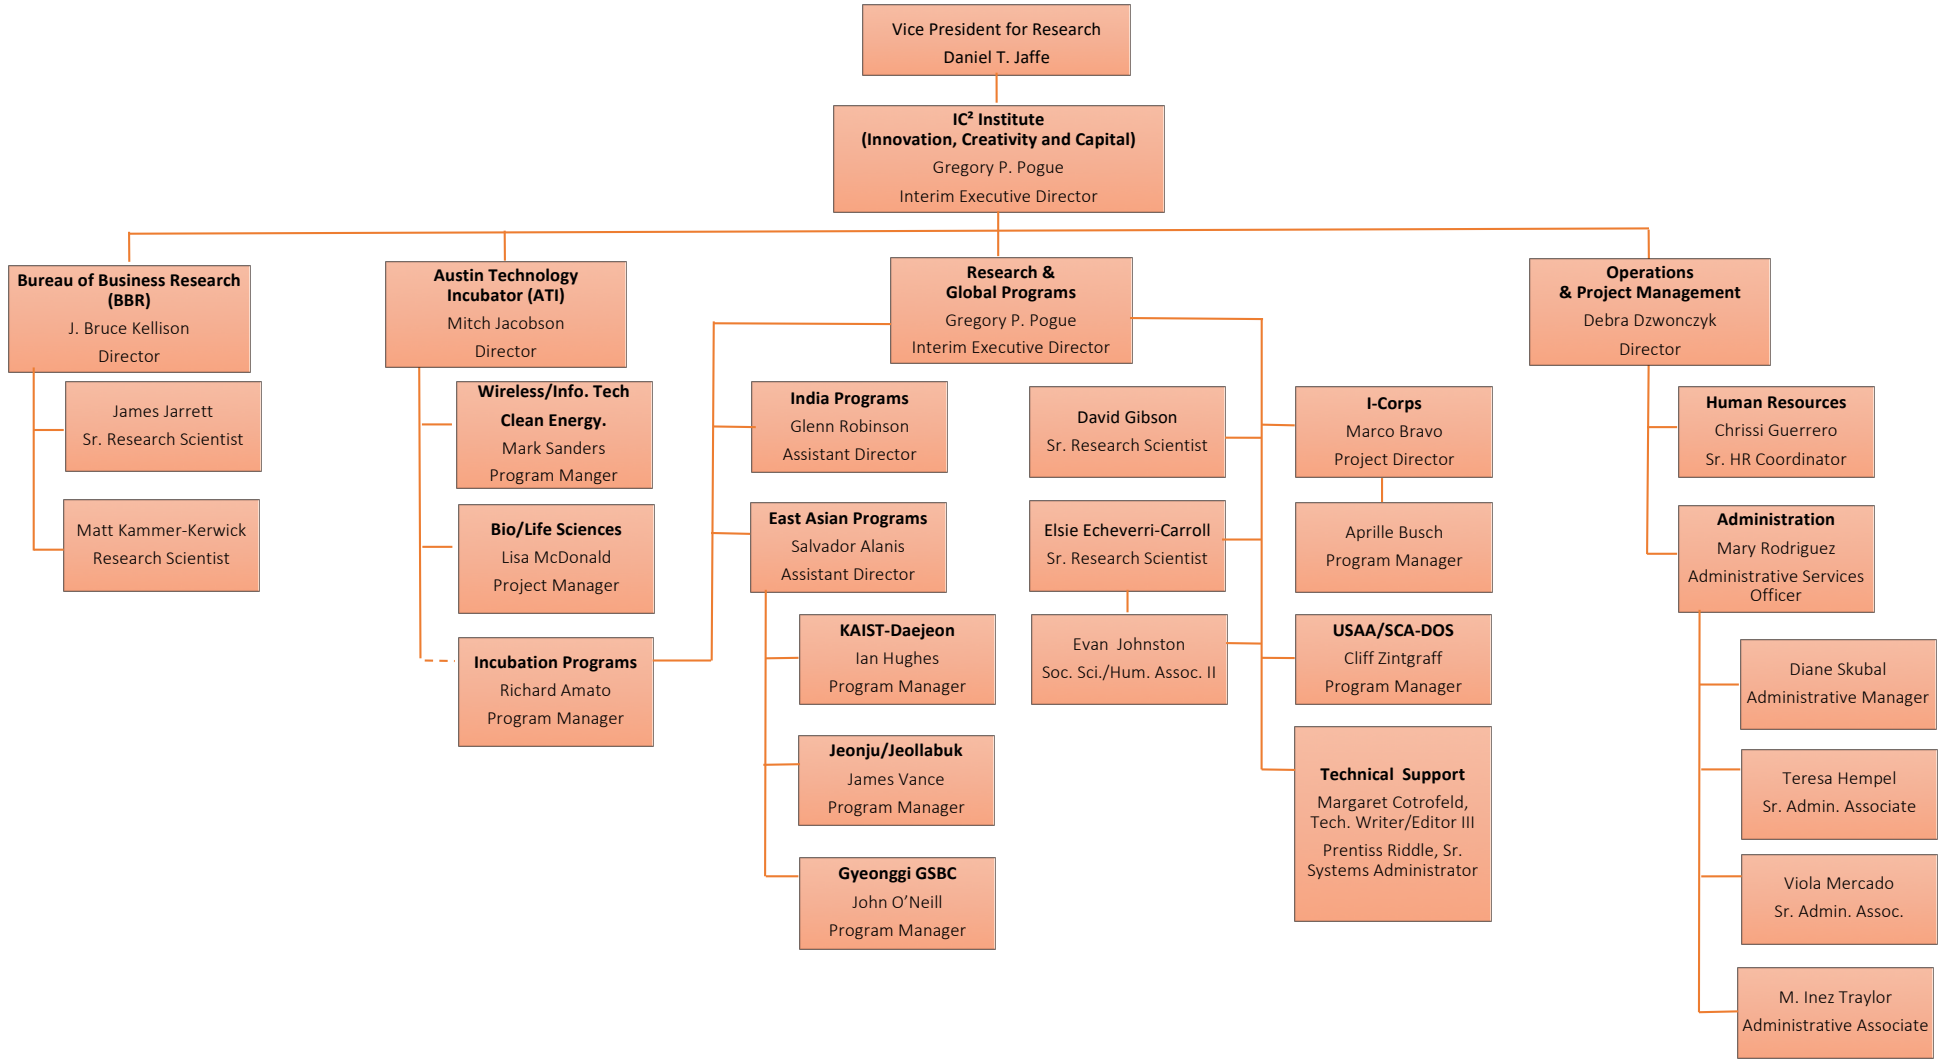 Vice President for Research
Daniel T. Jaffe
IC² Institute
(Innovation, Creativity and Capital)
Gregory P. Pogue
Interim Executive Director
Bureau of Business Research
(BBR)
J. Bruce Kellison
Director
James Jarrett
Sr. Research Scientist
Matt Kammer-Kerwick
Research Scientist
Austin Technology
Incubator (ATI)
Mitch Jacobson
Director
Wireless/Info. Tech
Clean Energy.
Mark Sanders
Program Manger
Bio/Life Sciences
Lisa McDonald
Project Manager
Incubation Programs
Richard Amato
Program Manager
Research &
Global Programs
Gregory P. Pogue
Interim Executive Director
India Programs
Glenn Robinson
Assistant Director
East Asian Programs
Salvador Alanis
Assistant Director
KAIST-Daejeon
Ian Hughes
Program Manager
Jeonju/Jeollabuk
James Vance
Program Manager
Gyeonggi GSBC
John O’Neill
Program Manager
David Gibson
Sr. Research Scientist
Elsie Echeverri-Carroll
Sr. Research Scientist
Evan  Johnston
Soc. Sci./Hum. Assoc. II
I-Corps
Marco Bravo
Project Director
Aprille Busch
Program Manager
USAA/SCA-DOS
Cliff Zintgraff
Program Manager
Technical  Support
Margaret Cotrofeld,
Tech. Writer/Editor III
Prentiss Riddle, Sr.
Systems Administrator
Operations
& Project Management
Debra Dzwonczyk
Director
Human Resources
Chrissi Guerrero
Sr. HR Coordinator
Administration
Mary Rodriguez
Administrative Services
Officer
Diane Skubal
Administrative Manager
Teresa Hempel
Sr. Admin. Associate
Viola Mercado
Sr. Admin. Assoc.
M. Inez Traylor
Administrative Associate